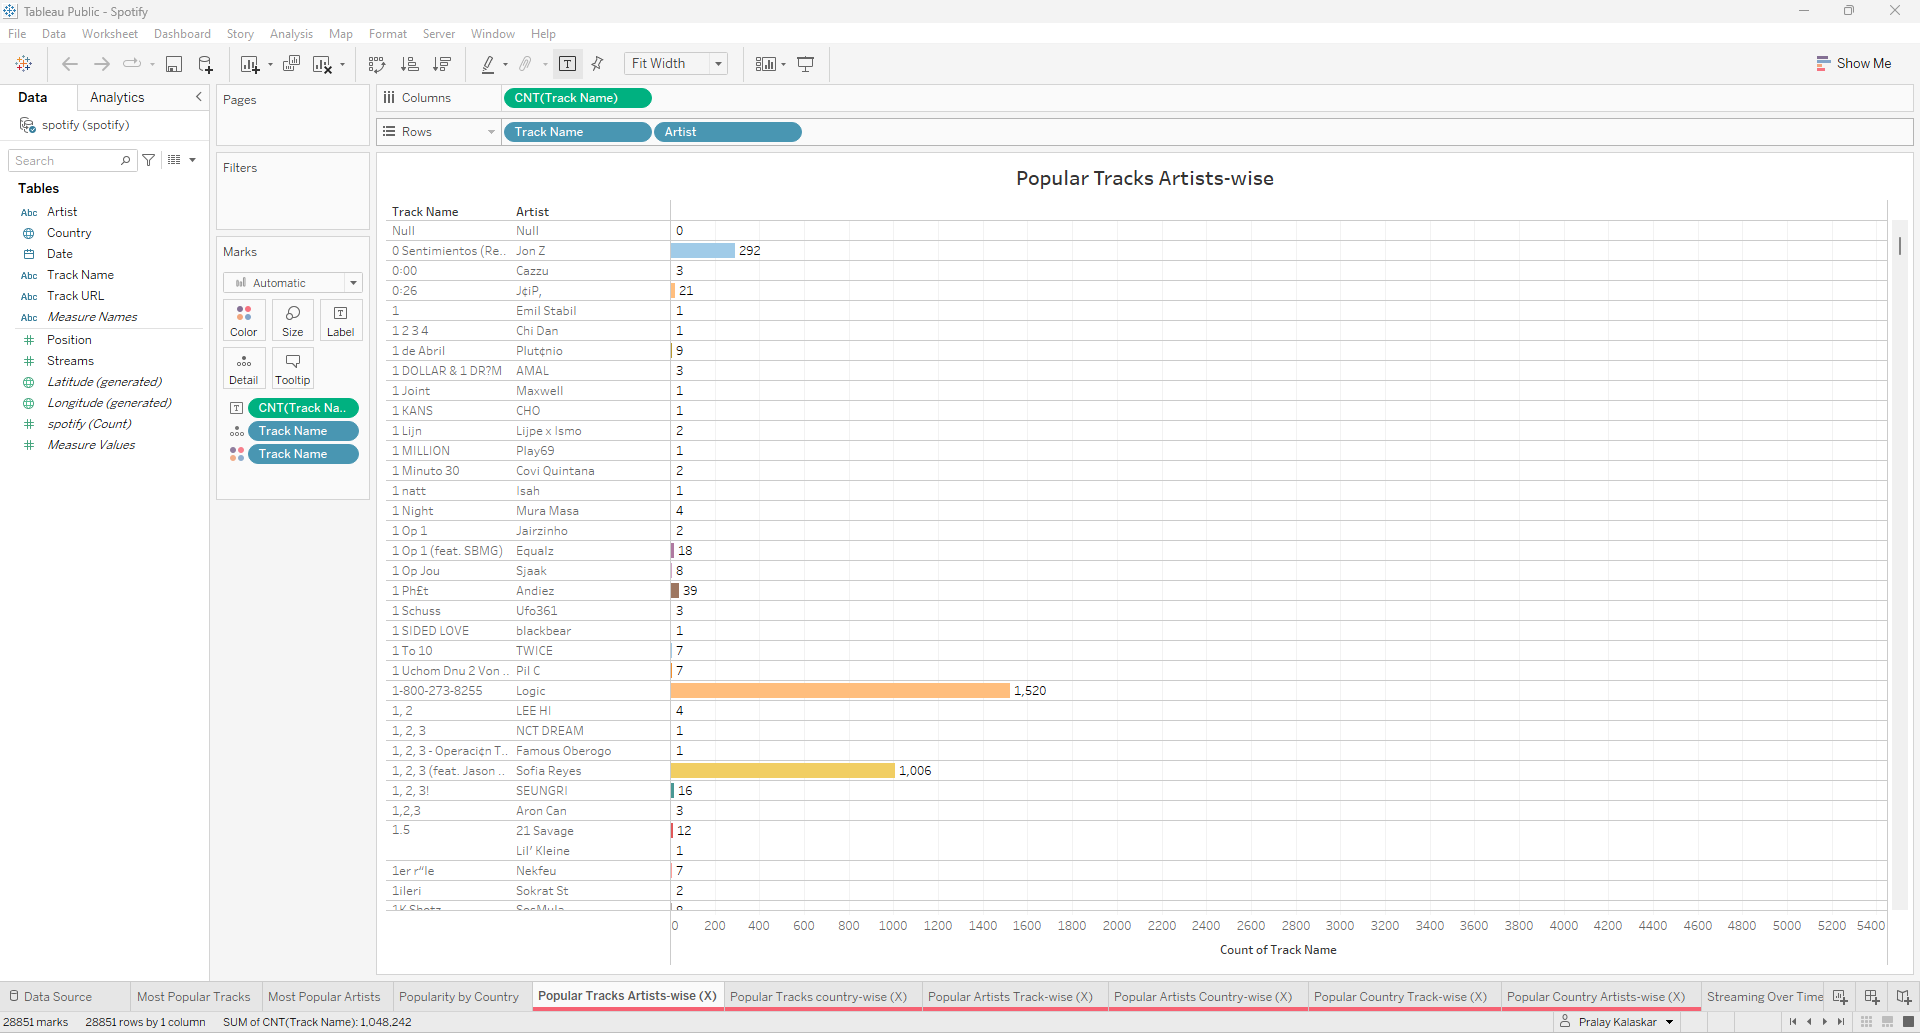 Tableau Public - Spotify
File Data Worksheet Dashboard Story Analysis Map Format Server Window Help
Fit Width
Show Me
Data Analytics
spotify (spotify)
Search
Tables
Abc Artist
Country
Date
Abc Track Name
Abc Track URL
Abc Measure Names
Position
Streams
Latitude (generated)
Longitude (generated)
spotify (Count)
Measure Values
Pages
Filters
Marks
Automatic
Color Size Label
Detail Tooltip
CNT(Track Na..
Track Name
Track Name
Columns CNT(Track Name)
Rows Track Name Artist
Popular Tracks Artists-wise
Track Name Artist
Null Null 0
0 Sentimientos (Re.. Jon Z 292
0:00 Cazzu 3
0:26 J¢iP, 21
1 Emil Stabil 1
1 2 3 4 Chi Dan 1
1 de Abril Plut¢nio 9
1 DOLLAR & 1 DR?M AMAL 3
1 Joint Maxwell 1
1 KANS CHO 1
1 Lijn Lijpe x Ismo 2
1 MILLION Play69 1
1 Minuto 30 Covi Quintana 2
1 natt Isah 1
1 Night Mura Masa 4
1 Op 1 Jairzinho 2
1 Op 1 (feat. SBMG) Equalz 18
1 Op Jou Sjaak 8
1 Ph£t Andiez 39
1 Schuss Ufo361 3
1 SIDED LOVE blackbear 1
1 To 10 TWICE 7
1 Uchom Dnu 2 Von .. Pil C 7
1-800-273-8255 Logic 1,520
1, 2 LEE HI 4
1, 2, 3 NCT DREAM 1
1, 2, 3 - Operaci¢n T.. Famous Oberogo 1
1, 2, 3 (feat. Jason .. Sofia Reyes 1,006
1, 2, 3! SEUNGRI 16
1,2,3 Aron Can 3
1.5 21 Savage 12
Lil' Kleine 1
1er r“le Nekfeu 7
1ileri Sokrat St 2
0 200 400 600 800 1000 1200 1400 1600 1800 2000 2200 2400 2600 2800 3000 3200 3400 3600 3800 4000 4200 4400 4600 4800 5000 5200 5400
Count of Track Name
Data Source Most Popular Tracks Most Popular Artists Popularity by Country Popular Tracks Artists-wise (X) Popular Tracks country-wise (X) Popular Artists Track-wise (X) Popular Artists Country-wise (X) Popular Country Track-wise (X) Popular Country Artists-wise (X) Streaming Over Time
28851 marks 28851 rows by 1 column SUM of CNT(Track Name): 1,048,242 Pralay Kalaskar